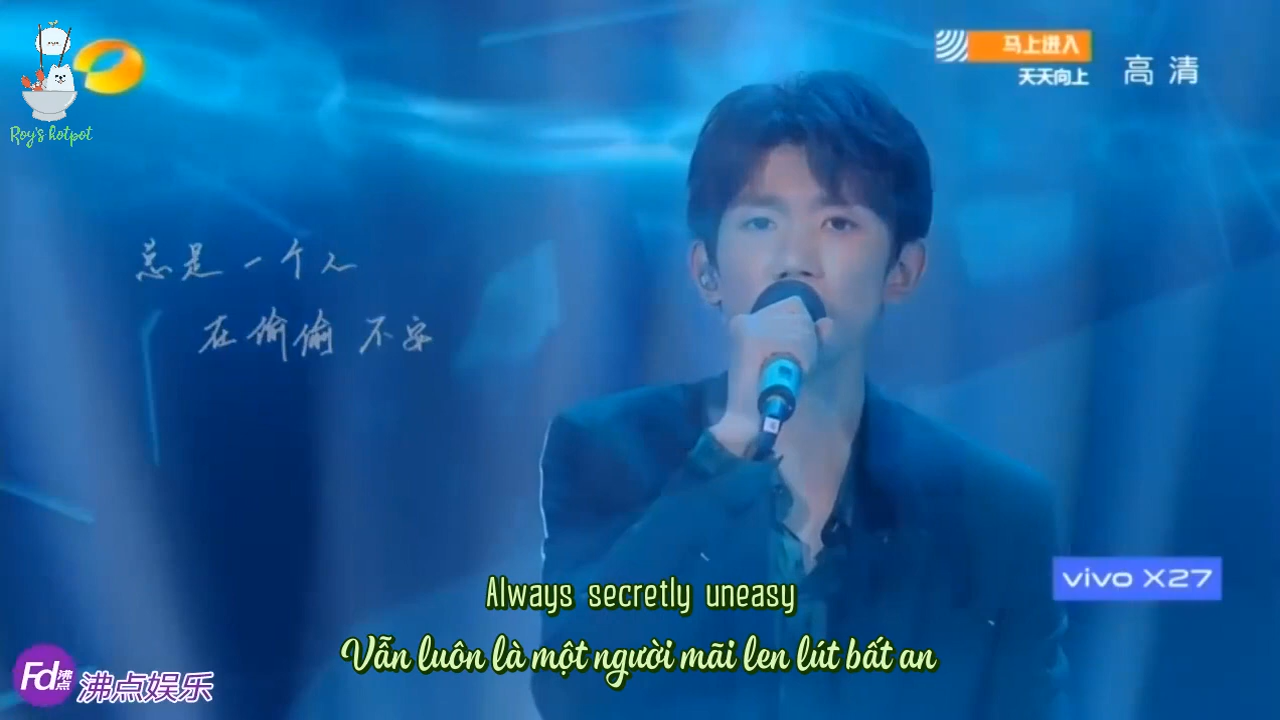 Roy's hotpot
马上进入
天天向上
高清
总是一个人
在偷偷 不安
vivo X27
Always secretly uneasy
Vẫn luôn là một người mãi len lút bất an
Fd沸点
沸点娱乐